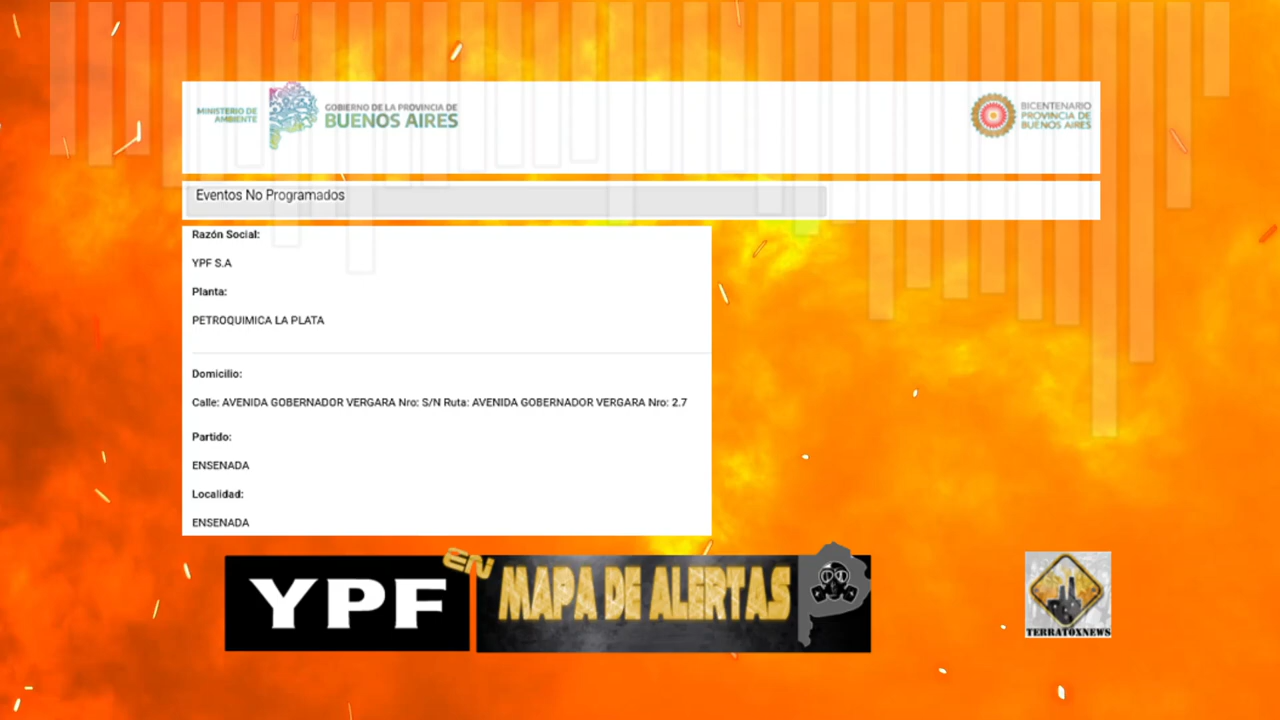 MINISTERIO DE
AMBIENTE
GOBIERNO DE LA PROVINCIA DE
BUENOS AIRES
BICENTENARIO
PROVINCIA DE
BUENOS AIRES
Eventos No Programados
Razón Social:
YPF S.A
Planta:
PETROQUIMICA LA PLATA
Domicilio:
Calle: AVENIDA GOBERNADOR VERGARA Nro: S/N Ruta: AVENIDA GOBERNADOR VERGARA Nro: 2.7
Partido:
ENSENADA
Localidad:
ENSENADA
YPF EN MAPA DE ALERTAS
TERRATOXNEWS